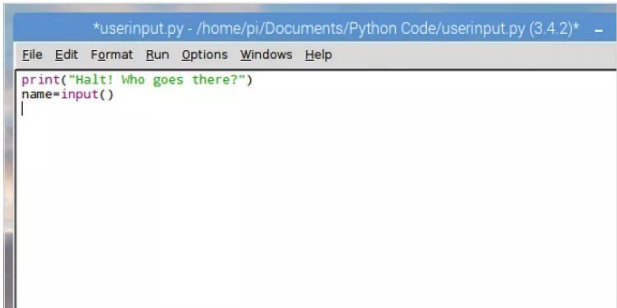 *userinput.py - /home/pi/Documents/Python Code/userinput.py (3.4.2)*
File Edit Format Run Options Windows Help
print("Halt! Who goes there?")
name=input()